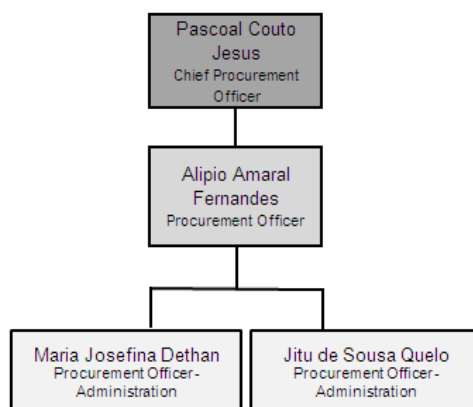 Pascoal Couto
Jesus
Chief Procurement
Officer
Alipio Amaral
Fernandes
Procurement Officer
Maria Josefina Dethan
Procurement Officer-
Administration
Jitu de Sousa Quelo
Procurement Officer-
Administration